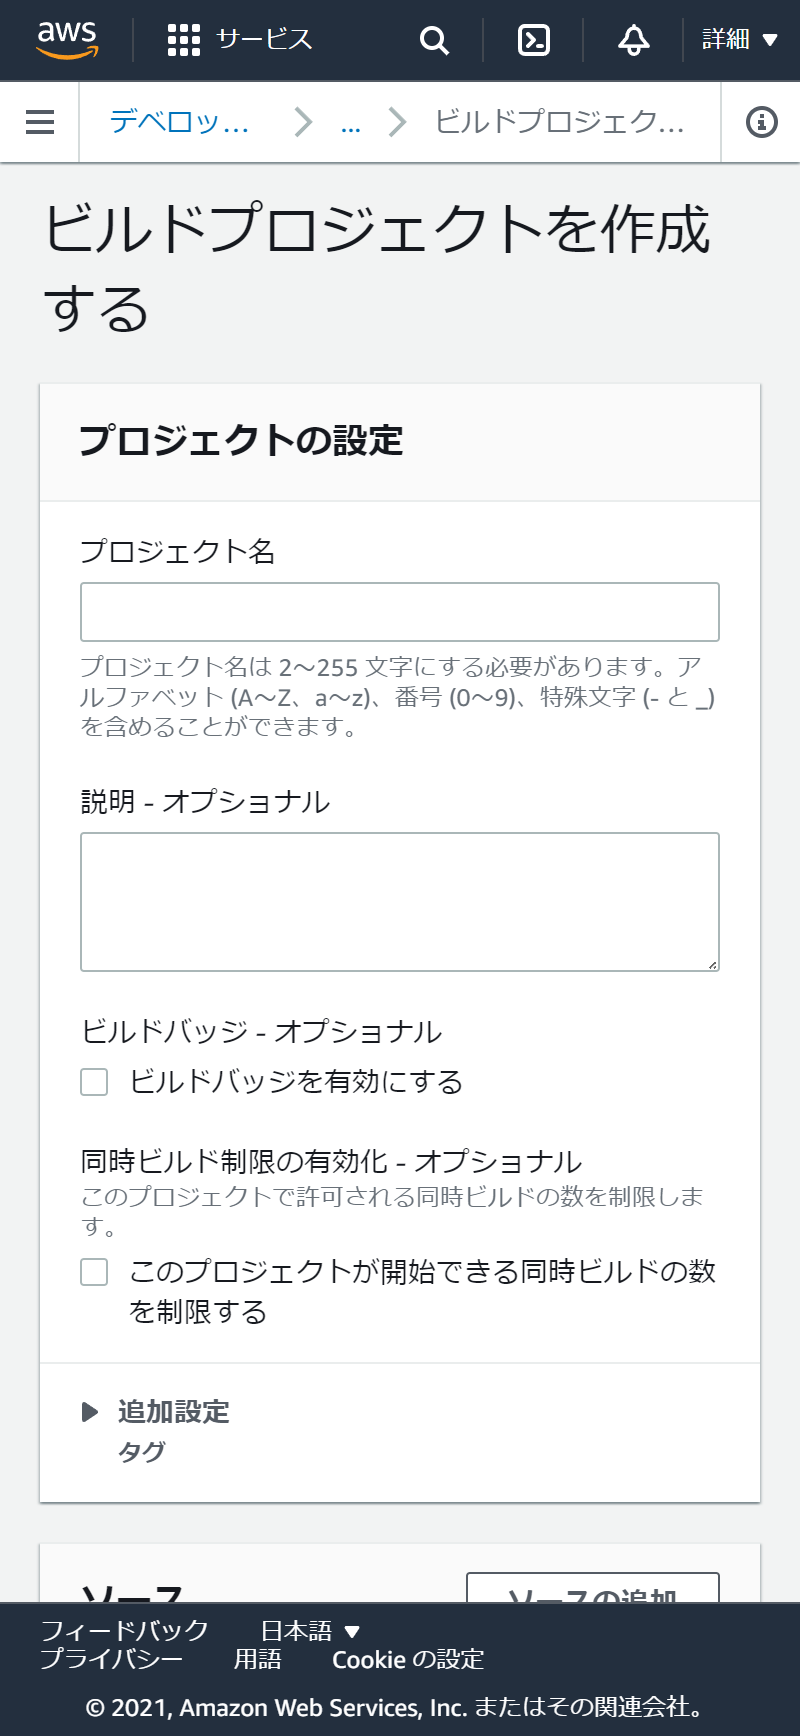 aws サービス 詳細
デベロッ... ... ビルドプロジェク...
ビルドプロジェクトを作成
する
プロジェクトの設定
プロジェクト名
プロジェクト名は 2～255 文字にする必要があります。ア
ルファベット (A～Z、a～z)、番号 (0～9)、特殊文字 (- と _)
を含めることができます。
説明 - オプショナル
ビルドバッジ - オプショナル
ビルドバッジを有効にする
同時ビルド制限の有効化 - オプショナル
このプロジェクトで許可される同時ビルドの数を制限しま
す。
このプロジェクトが開始できる同時ビルドの数
を制限する
追加設定
タグ
ソース ソースの追加
フィードバック 日本語
プライバシー 用語 Cookie の設定
© 2021, Amazon Web Services, Inc. またはその関連会社。